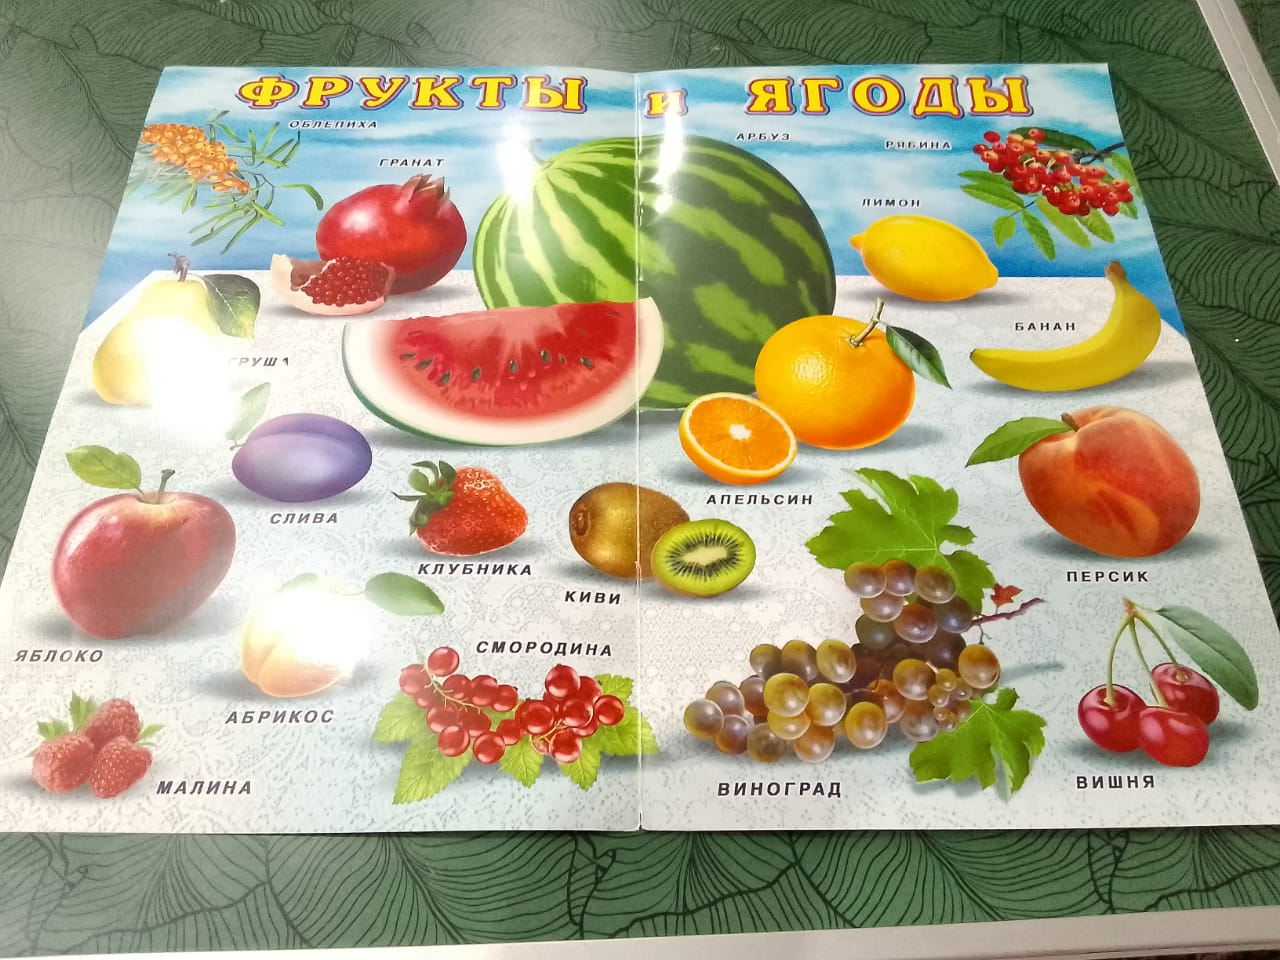 ФРУКТЫ и ЯГОДЫ
ОБЛЕПИХА
ГРАНАТ
АРБУЗ
РЯБИНА
ЛИМОН
БАНАН
ГРУША
АПЕЛЬСИН
СЛИВА
КЛУБНИКА
КИВИ
ПЕРСИК
ЯБЛОКО
СМОРОДИНА
АБРИКОС
МАЛИНА
ВИНОГРАД
ВИШНЯ